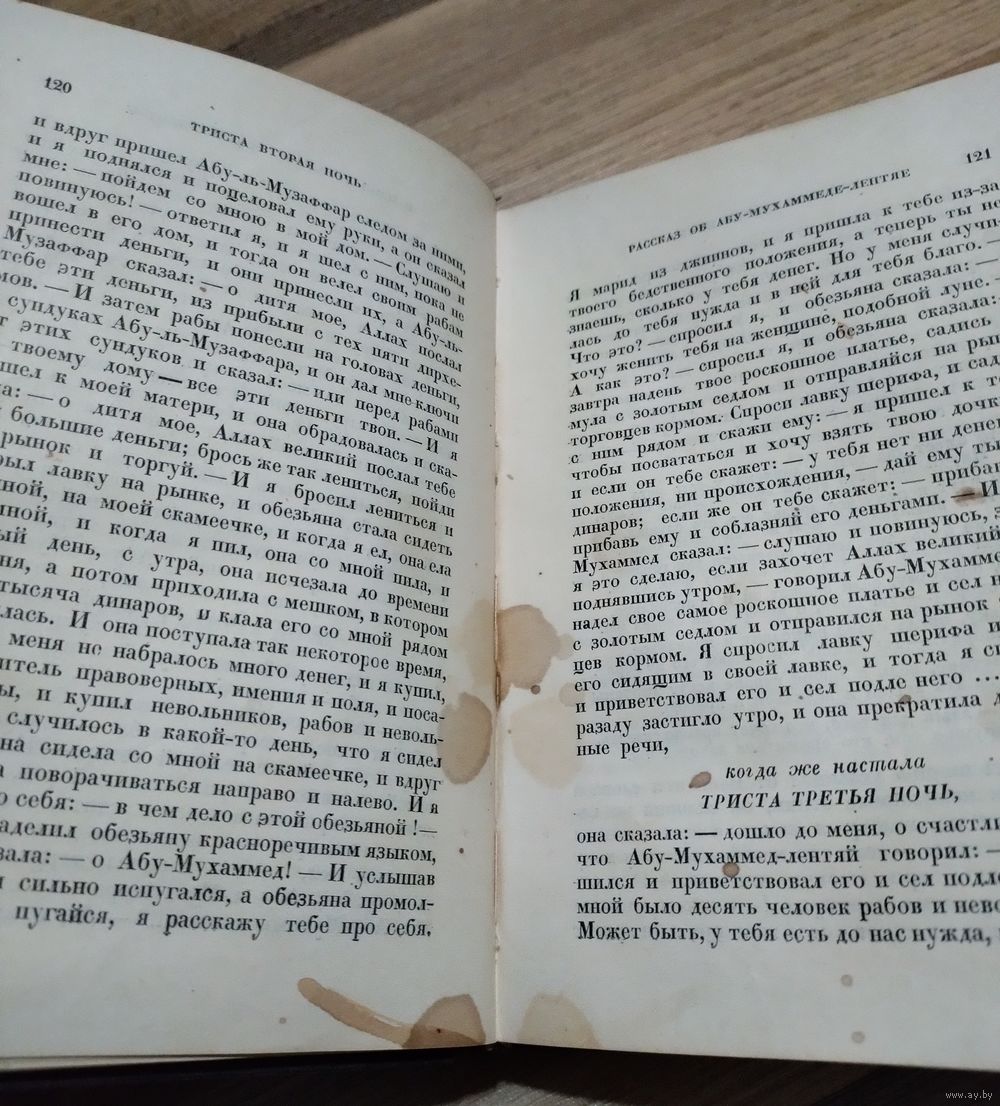 120
ТРИСТА ВТОРАЯ НОЧЬ
и вдруг пришел Абу-ль-Музаффар следом за ними,
и я поднялся и поцеловал ему руки, а он сказал
мне: — пойдем со мною в мой дом. — Слушаю и
повинуюсь! — ответил я, и я шел с ним, пока не
вошел в его дом, и тогда он велел своим рабам
принести деньги, и они принесли их, а Абу-ль-
Музаффар сказал: — о дитя мое, Аллах послал
тебе эти деньги, из прибыли с тех пяти дирхе-
мов. — И затем рабы понесли на головах деньги,
сундуках Абу-ль-Музаффара, и он дал мне ключи
от этих сундуков и сказал: — иди перед рабами
твоему дому — все эти деньги твои. — И я
к моей матери, и она обрадовалась и ска-
— о дитя мое, Аллах великий послал тебе
большие деньги; брось же так лениться, пойди
рынок и торгуй. — И я бросил лениться и
лавку на рынке, и обезьяна стала сидеть
на моей скамеечке, и когда я ел, она ела
и когда я пил, она со мной пила, и
день, с утра, она исчезала до времени
а потом приходила с мешком, в котором
тысяча динаров, и клала его со мной рядом
И она поступала так некоторое время,
меня не набралось много денег, и я купил,
правоверных, имения и поля, и поса-
и купил невольников, рабов и неволь-
случилось в какой-то день, что я сидел
сидела со мной на скамеечке, и вдруг
поворачиваться направо и налево. И я
себя: — в чем дело с этой обезьяной! —
обезьяну красноречивым языком,
— о Абу-Мухаммед! — И услышав
сильно испугался, а обезьяна промол-
пугайся, я расскажу тебе про себя.
121
РАССКАЗ ОБ АБУ-МУХАММЕДЕ-ЛЕНТЯЕ
Я марид из джиннов, и я пришла к тебе из-за
твоего бедственного положения, а теперь ты не
знаешь, сколько у тебя денег. Но у меня случи-
лась до тебя нужда и в ней для тебя благо. —
Что это? — спросил я, и обезьяна сказала: —
хочу женить тебя на женщине, подобной луне. —
А как это? — спросил я, и обезьяна сказала: —
завтра надень твое роскошное платье, садись
мула с золотым седлом и отправляйся на рын
торговцев кормом. Спроси лавку шерифа, и сад
с ним рядом и скажи ему: — я пришел к т
чтобы посвататься и хочу взять твою дочк
и если он тебе скажет: — у тебя нет ни дене
положения, ни происхождения, — дай ему ты
динаров; если же он тебе скажет: — прибав
прибавь ему и соблазняй его деньгами. — И
Мухаммед сказал: — слушаю и повинуюсь, з
я это сделаю, если захочет Аллах великий
поднявшись утром, — говорил Абу-Мухамме
надел свое самое роскошное платье и сел н
с золотым седлом и отправился на рынок
цев кормом. Я спросил лавку шерифа и
его сидящим в своей лавке, и тогда я с
и приветствовал его и сел подле него ...
разаду застигло утро, и она прекратила д
ные речи,
когда же настала
ТРИСТА ТРЕТЬЯ НОЧЬ,
она сказала: — дошло до меня, о счастли
что Абу-Мухаммед-лентяй говорил: —
шился и приветствовал его и сел подле
мной было десять человек рабов и нево
Может быть, у тебя есть до нас нужда,
www.ay.by